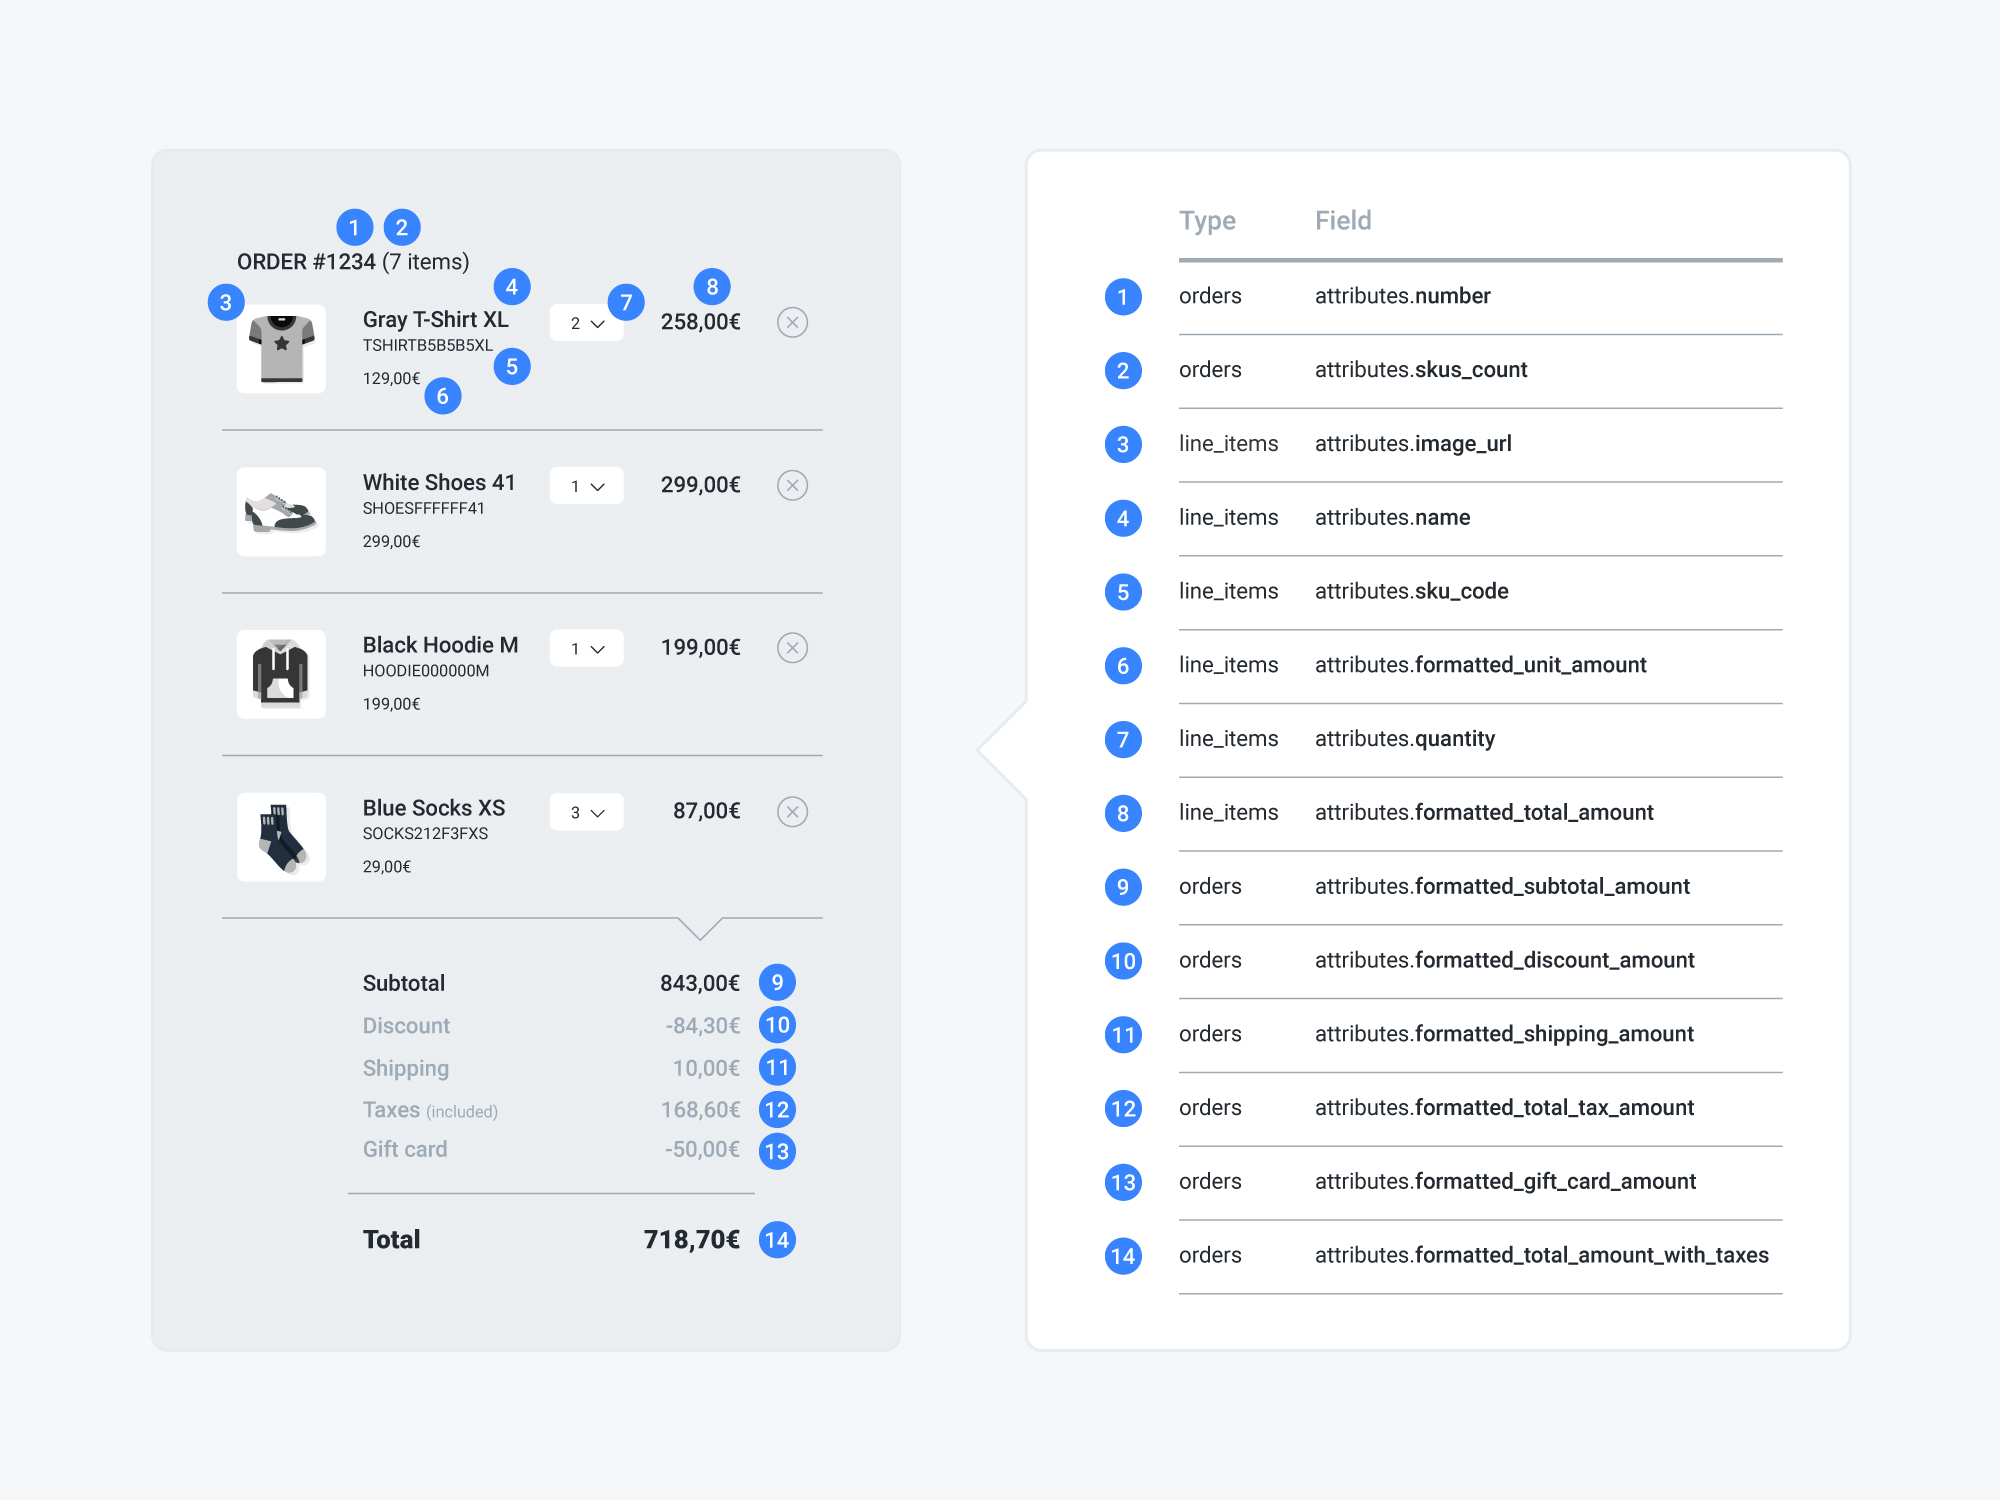 1 2
ORDER #1234 (7 items)
3 4 7 8
Gray T-Shirt XL 2 258,00€
TSHIRTB5B5B5XL
5
129,00€
6
White Shoes 41 1 299,00€
SHOESFFFFFF41
299,00€
Black Hoodie M 1 199,00€
HOODIE000000M
199,00€
Blue Socks XS 3 87,00€
SOCKS212F3FXS
29,00€
Subtotal 843,00€ 9
Discount -84,30€ 10
Shipping 10,00€ 11
Taxes (included) 168,60€ 12
Gift card -50,00€ 13
Total 718,70€ 14
Type Field
1 orders attributes.number
2 orders attributes.skus_count
3 line_items attributes.image_url
4 line_items attributes.name
5 line_items attributes.sku_code
6 line_items attributes.formatted_unit_amount
7 line_items attributes.quantity
8 line_items attributes.formatted_total_amount
9 orders attributes.formatted_subtotal_amount
10 orders attributes.formatted_discount_amount
11 orders attributes.formatted_shipping_amount
12 orders attributes.formatted_total_tax_amount
13 orders attributes.formatted_gift_card_amount
14 orders attributes.formatted_total_amount_with_taxes